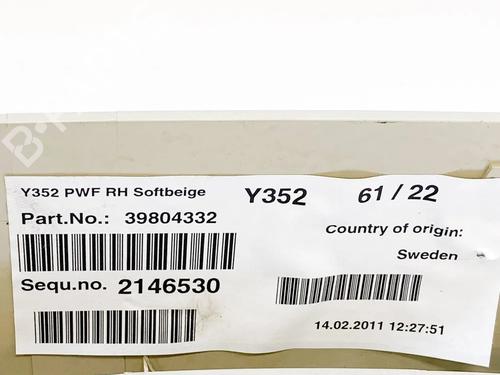 Y352 PWF RH Softbeige
Y352
61 / 22
Part.No.: 39804332
Country of origin:
Sweden
Sequ.no. 2146530
14.02.2011 12:27:51